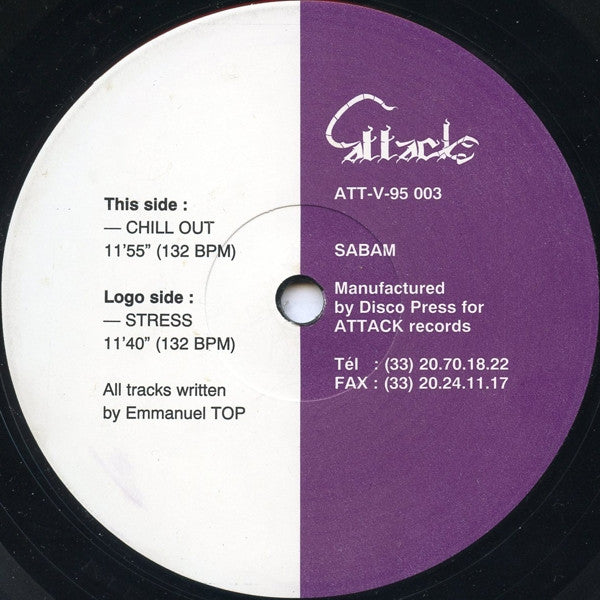 This side :
— CHILL OUT
11'55" (132 BPM)
Logo side :
— STRESS
11'40" (132 BPM)
All tracks written
by Emmanuel TOP
attack
ATT-V-95 003
SABAM
Manufactured
by Disco Press for
ATTACK records
Tél : (33) 20.70.18.22
FAX : (33) 20.24.11.17